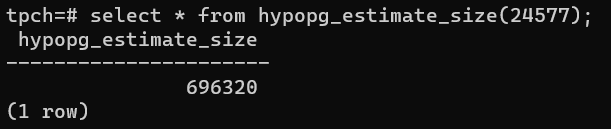 tpch=# select * from hypopg_estimate_size(24577);
 hypopg_estimate_size
----------------------
               696320
(1 row)